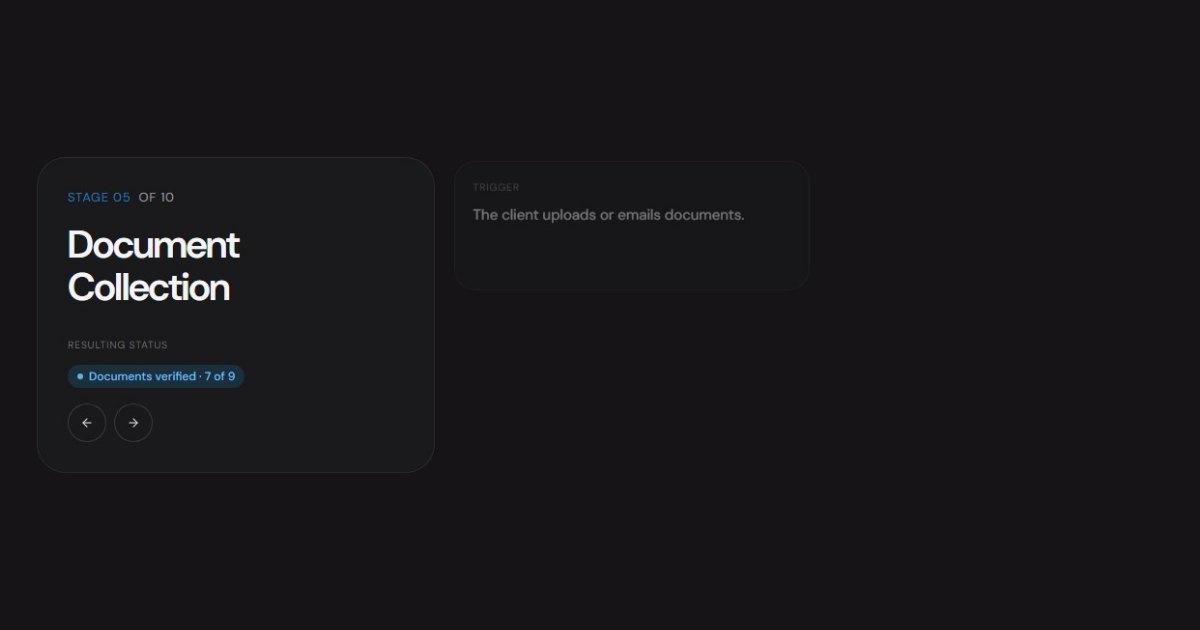 STAGE 05 OF 10
Document
Collection
RESULTING STATUS
Documents verified · 7 of 9
TRIGGER
The client uploads or emails documents.